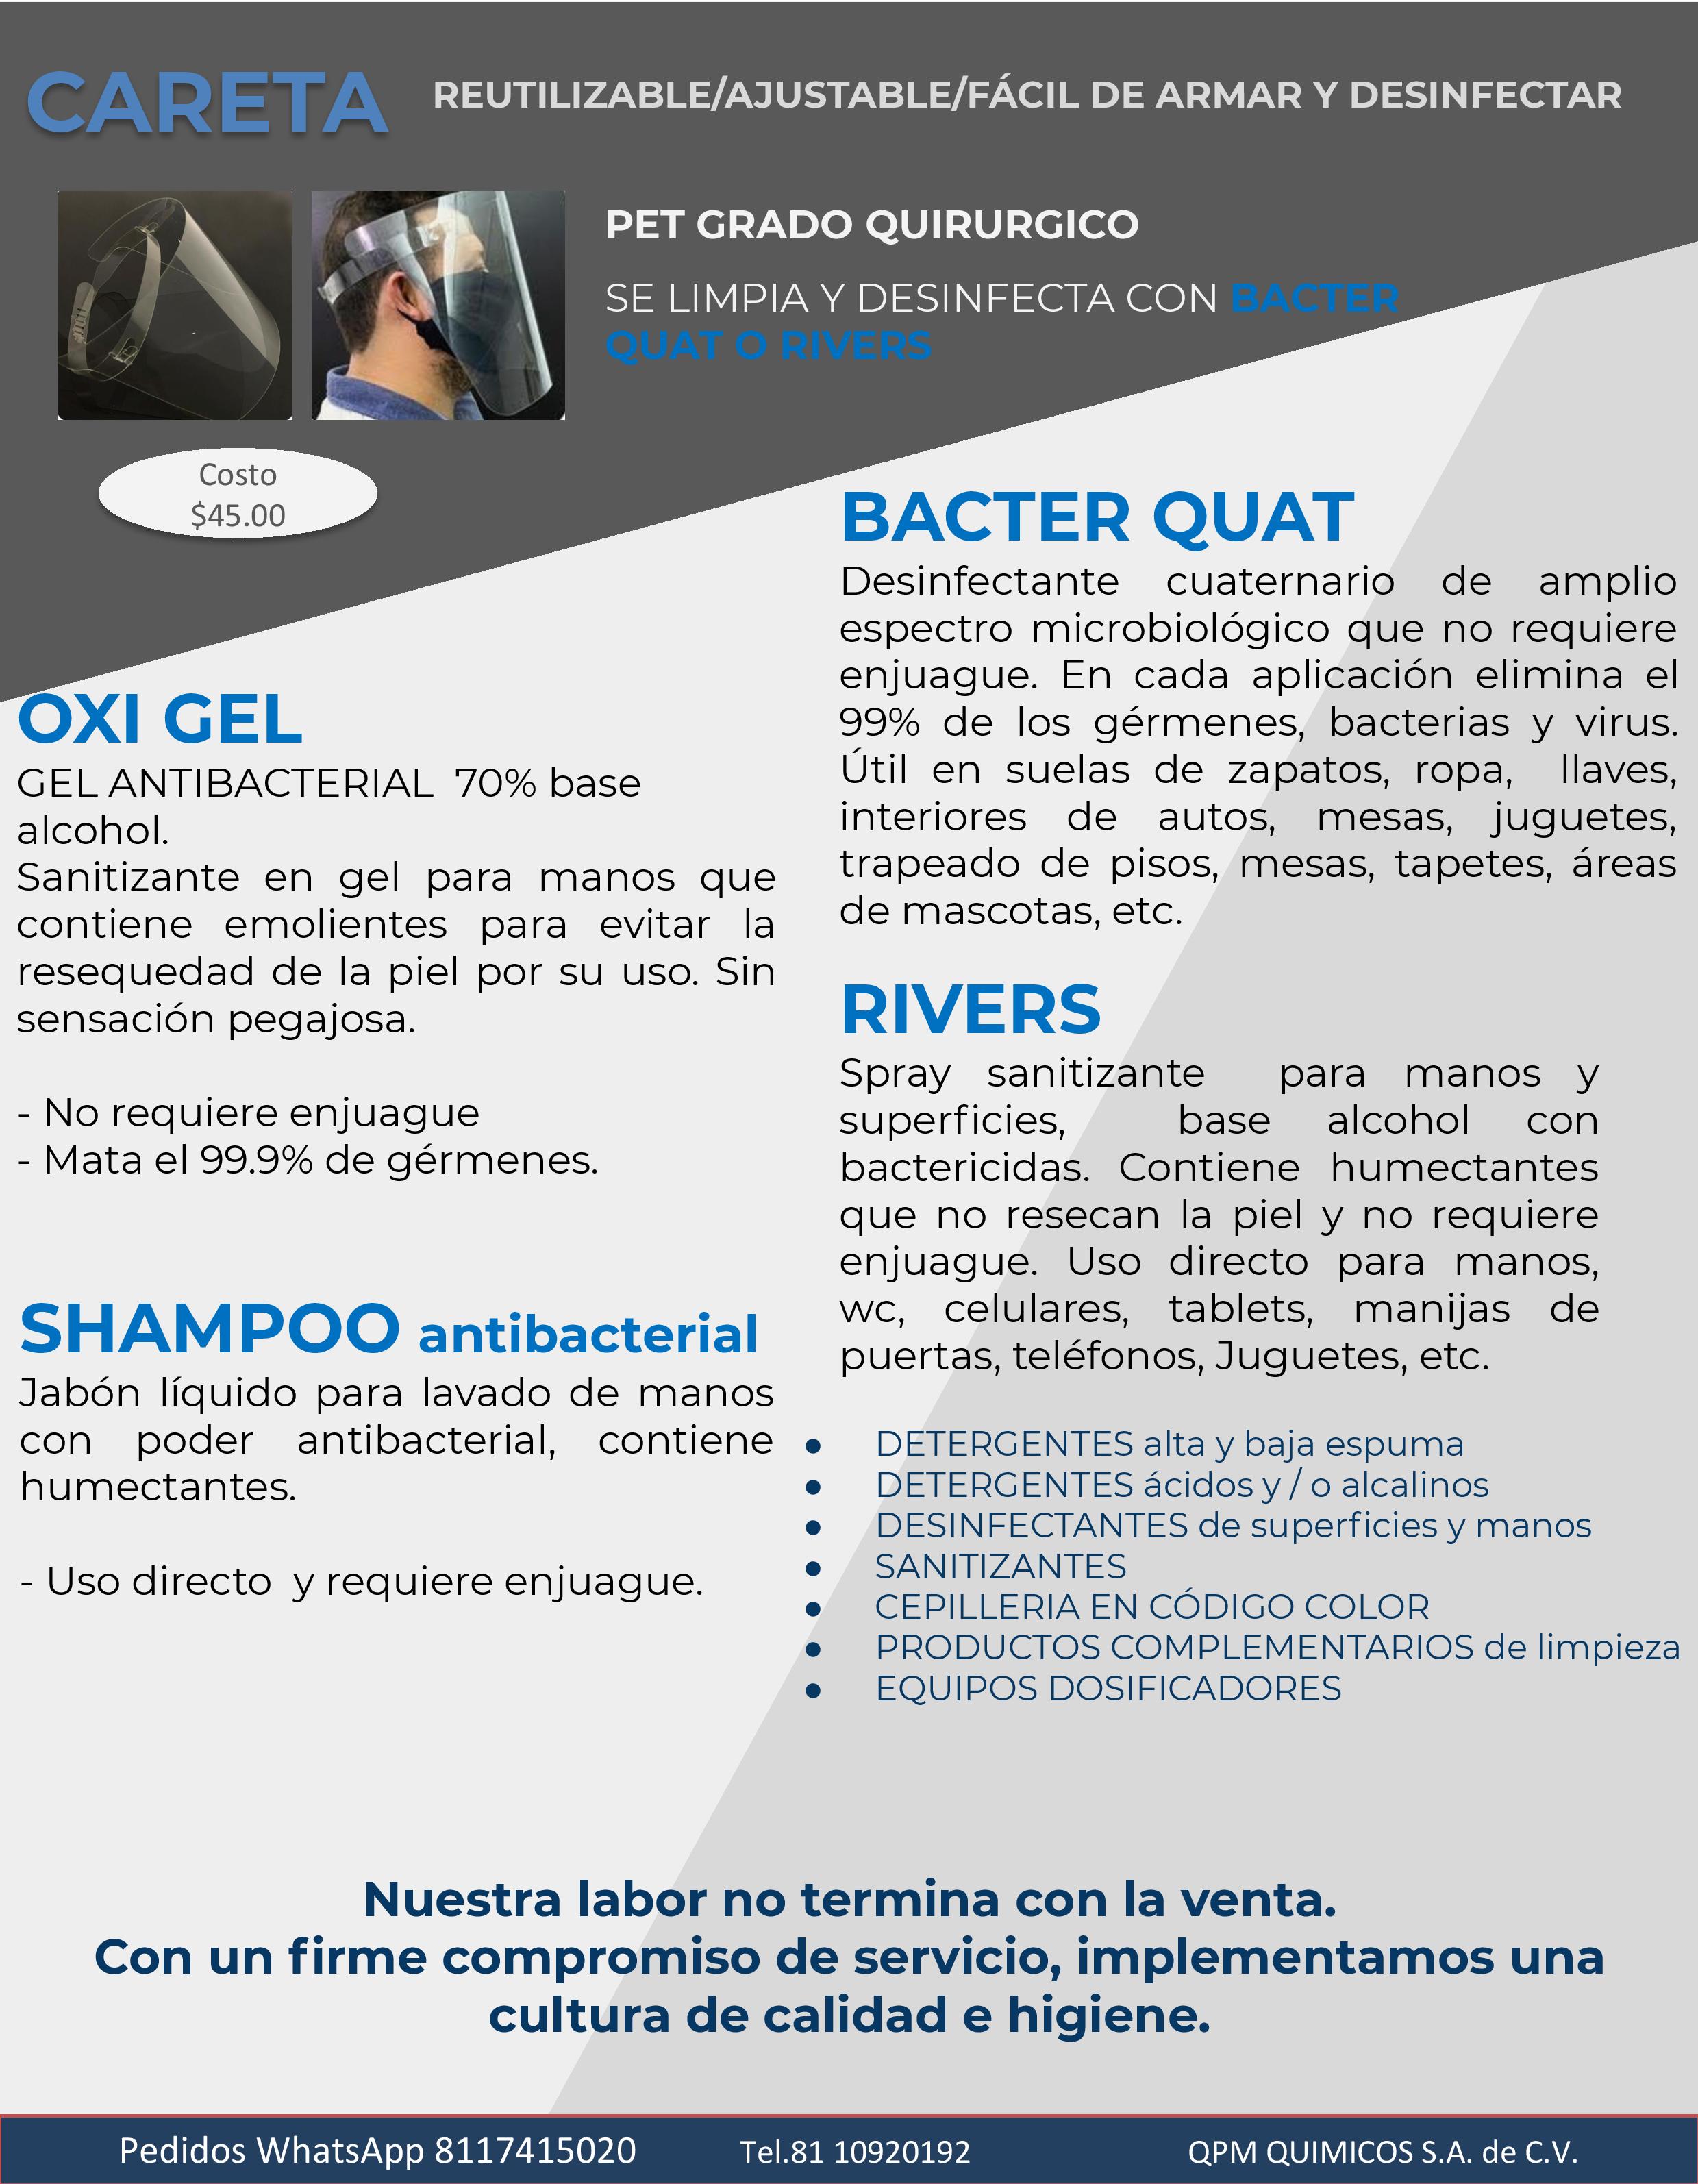 CARETA
REUTILIZABLE/AJUSTABLE/FÁCIL DE ARMAR Y DESINFECTAR
PET GRADO QUIRURGICO
SE LIMPIA Y DESINFECTA CON BACTER
QUAT O RIVERS
Costo
$45.00
OXI GEL
GEL ANTIBACTERIAL 70% base
alcohol.
Sanitizante en gel para manos que
contiene emolientes para evitar la
resequedad de la piel por su uso. Sin
sensación pegajosa.
- No requiere enjuague
- Mata el 99.9% de gérmenes.
SHAMPOO antibacterial
Jabón líquido para lavado de manos
con poder antibacterial, contiene
humectantes.
- Uso directo y requiere enjuague.
BACTER QUAT
Desinfectante cuaternario de amplio
espectro microbiológico que no requiere
enjuague. En cada aplicación elimina el
99% de los gérmenes, bacterias y virus.
Útil en suelas de zapatos, ropa, llaves,
interiores de autos, mesas, juguetes,
trapeado de pisos, mesas, tapetes, áreas
de mascotas, etc.
RIVERS
Spray sanitizante para manos y
superficies, base alcohol con
bactericidas. Contiene humectantes
que no resecan la piel y no requiere
enjuague. Uso directo para manos,
wc, celulares, tablets, manijas de
puertas, teléfonos, Juguetes, etc.
● DETERGENTES alta y baja espuma
● DETERGENTES ácidos y / o alcalinos
● DESINFECTANTES de superficies y manos
● SANITIZANTES
● CEPILLERIA EN CÓDIGO COLOR
● PRODUCTOS COMPLEMENTARIOS de limpieza
● EQUIPOS DOSIFICADORES
Nuestra labor no termina con la venta.
Con un firme compromiso de servicio, implementamos una
cultura de calidad e higiene.
Pedidos WhatsApp 8117415020 Tel.81 10920192 QPM QUIMICOS S.A. de C.V.